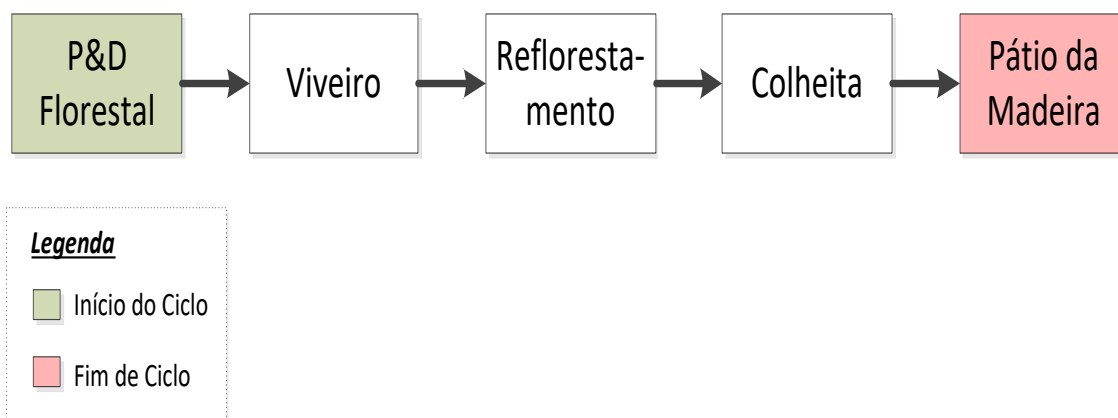 P&D
Florestal
Viveiro
Refloresta-
mento
Colheita
Pátio da
Madeira
Legenda
Início do Ciclo
Fim de Ciclo